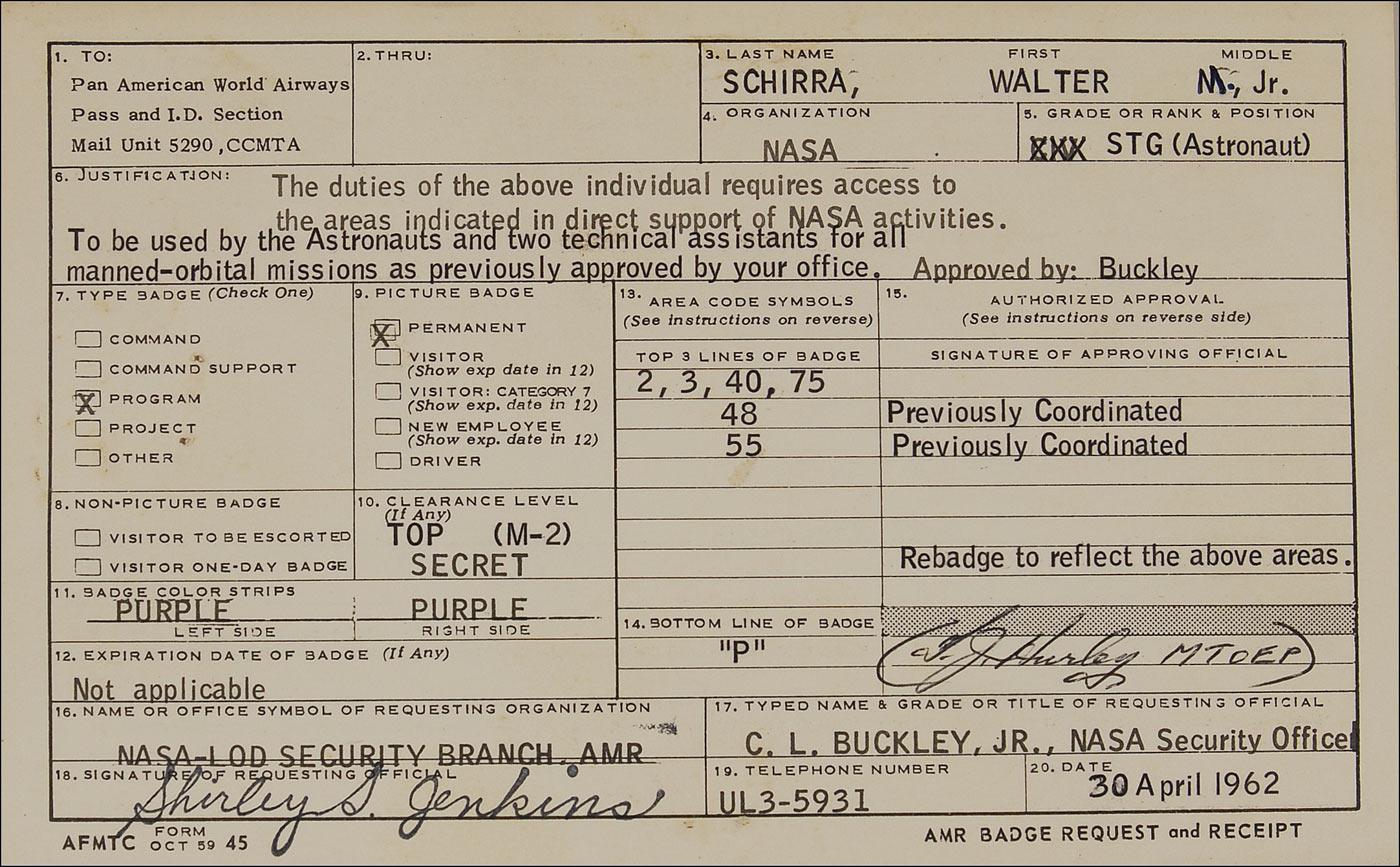 1. TO:
Pan American World Airways
Pass and I.D. Section
Mail Unit 5290, CCMTA
2. THRU:
3. LAST NAME FIRST MIDDLE
SCHIRRA, WALTER M., Jr.
4. ORGANIZATION
NASA
5. GRADE OR RANK & POSITION
XXX STG (Astronaut)
6. JUSTIFICATION: The duties of the above individual requires access to
the areas indicated in direct support of NASA activities.
To be used by the Astronauts and two technical assistants for all
manned-orbital missions as previously approved by your office. Approved by: Buckley
7. TYPE BADGE (Check One)
COMMAND
COMMAND SUPPORT
X PROGRAM
PROJECT
OTHER
8. NON-PICTURE BADGE
VISITOR TO BE ESCORTED
VISITOR ONE-DAY BADGE
9. PICTURE BADGE
X PERMANENT
VISITOR
(Show exp date in 12)
VISITOR: CATEGORY 7
(Show exp. date in 12)
NEW EMPLOYEE
(Show exp. date in 12)
DRIVER
10. CLEARANCE LEVEL
(If Any)
TOP (M-2)
SECRET
11. BADGE COLOR STRIPS
PURPLE PURPLE
LEFT SIDE RIGHT SIDE
12. EXPIRATION DATE OF BADGE (If Any)
Not applicable
13. AREA CODE SYMBOLS
(See instructions on reverse)
TOP 3 LINES OF BADGE
2, 3, 40, 75
48
55
14. BOTTOM LINE OF BADGE
"P"
15. AUTHORIZED APPROVAL
(See instructions on reverse side)
SIGNATURE OF APPROVING OFFICIAL
Previously Coordinated
Previously Coordinated
Rebadge to reflect the above areas.
J. Hurley MTOEP
16. NAME OR OFFICE SYMBOL OF REQUESTING ORGANIZATION
NASA-LOD SECURITY BRANCH, AMR
17. TYPED NAME & GRADE OR TITLE OF REQUESTING OFFICIAL
C. L. BUCKLEY, JR., NASA Security Officer
18. SIGNATURE OF REQUESTING OFFICIAL
Shirley S. Jenkins
19. TELEPHONE NUMBER
UL3-5931
20. DATE
30 April 1962
AFMTC FORM OCT 59 45
AMR BADGE REQUEST and RECEIPT